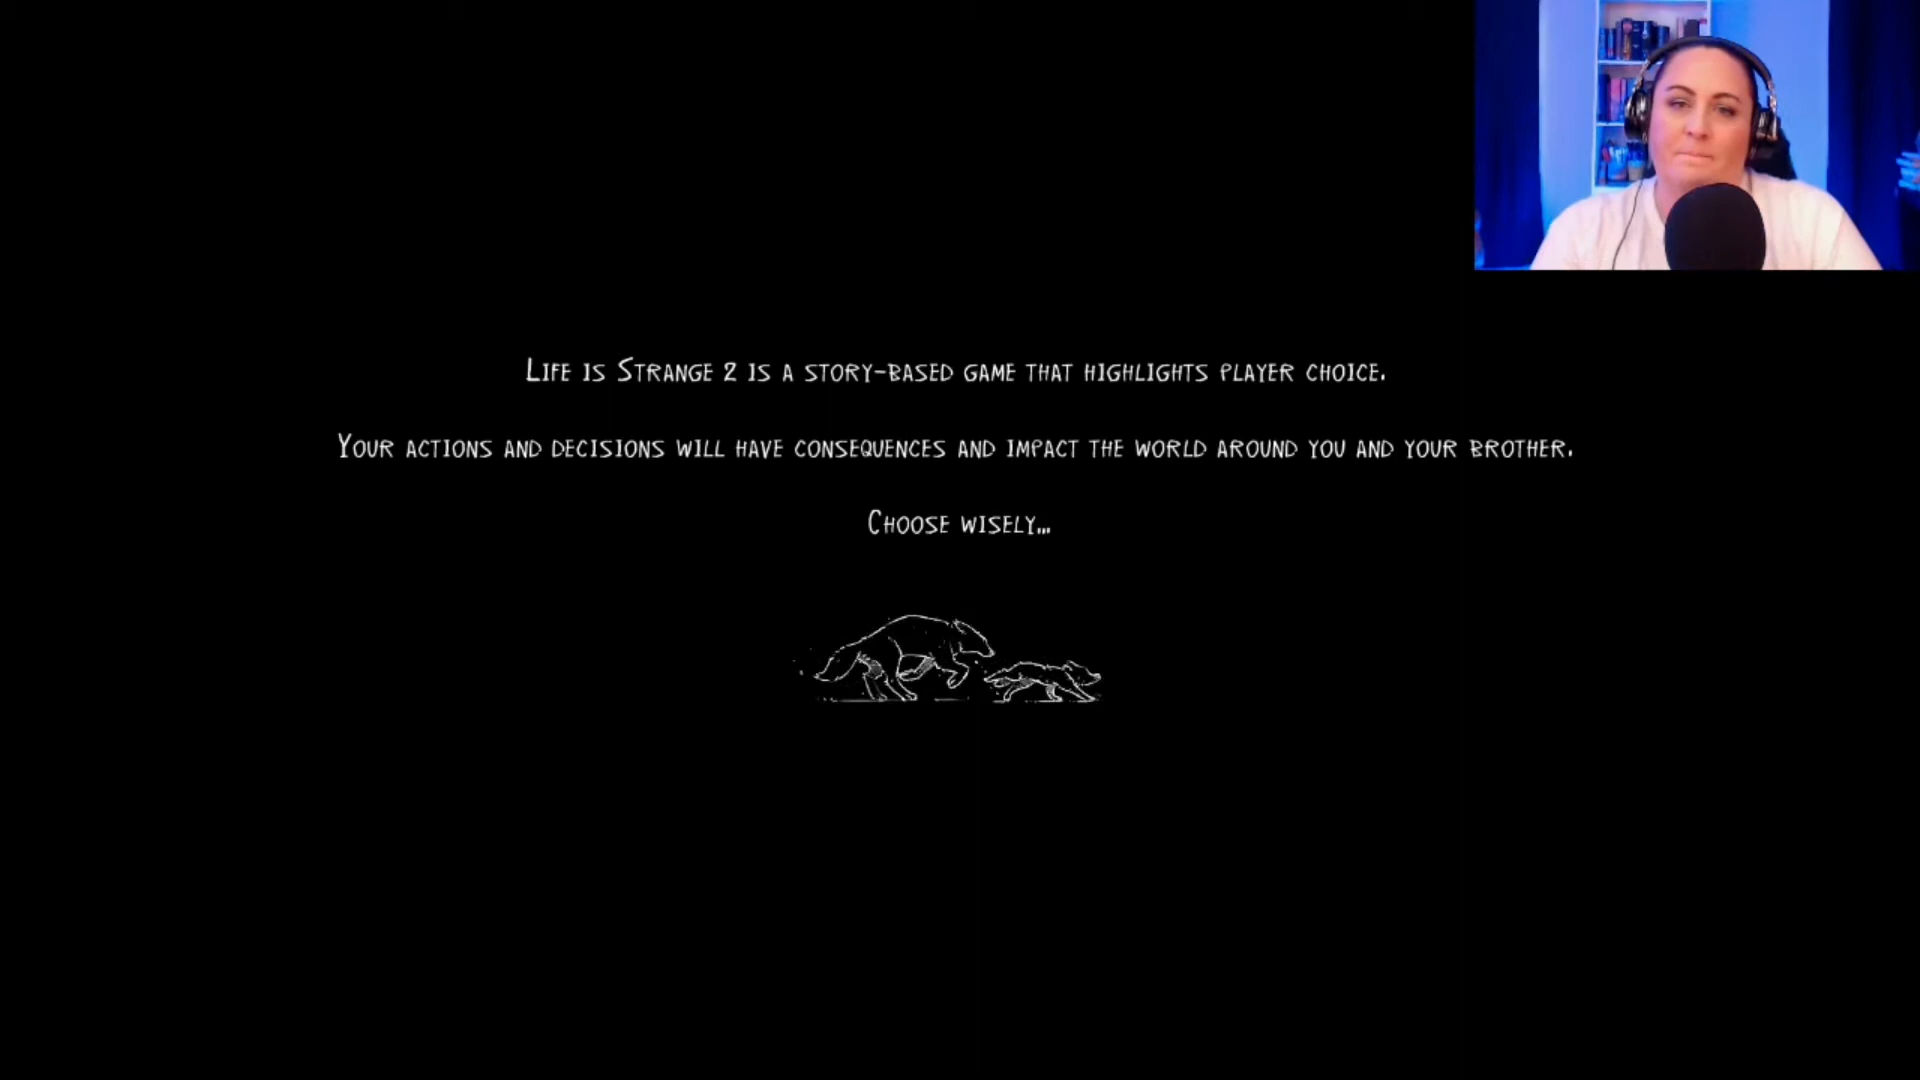 Life is Strange 2 is a story-based game that highlights player choice.
Your actions and decisions will have consequences and impact the world around you and your brother.
Choose wisely...